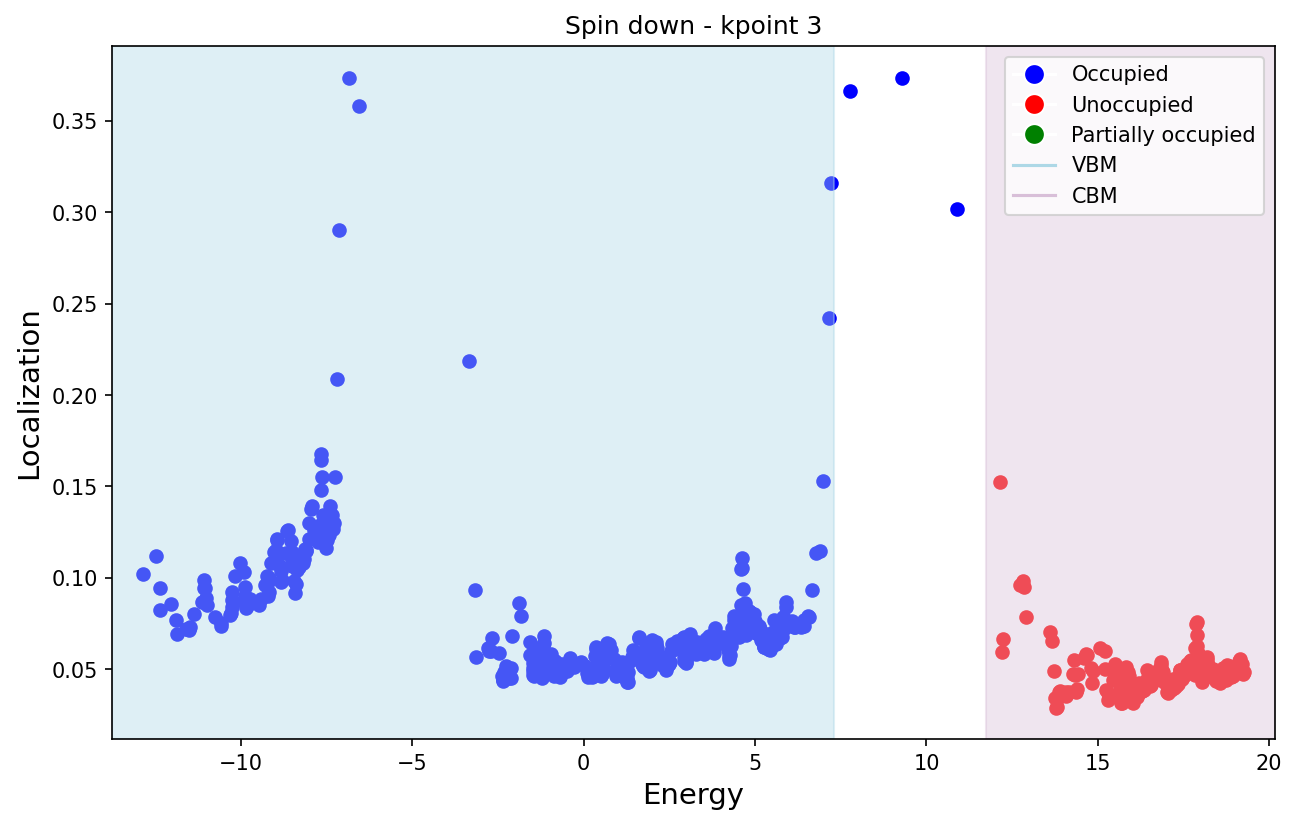 Spin down - kpoint 3
Localization
0.35
0.30
0.25
0.20
0.15
0.10
0.05
Occupied
Unoccupied
Partially occupied
VBM
CBM
−10
−5
0
5
10
15
20
Energy